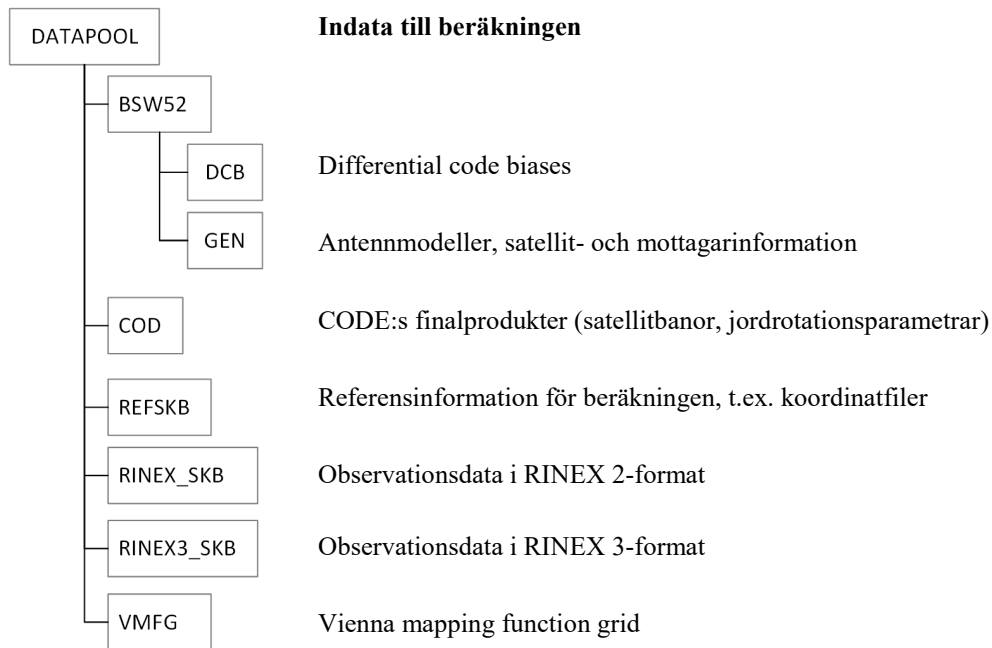 DATAPOOL
Indata till beräkningen
BSW52
DCB
Differential code biases
GEN
Antennmodeller, satellit- och mottagarinformation
COD
CODE:s finalprodukter (satellitbanor, jordrotationsparametrar)
REFSKB
Referensinformation för beräkningen, t.ex. koordinatfiler
RINEX_SKB
Observationsdata i RINEX 2-format
RINEX3_SKB
Observationsdata i RINEX 3-format
VMFG
Vienna mapping function grid